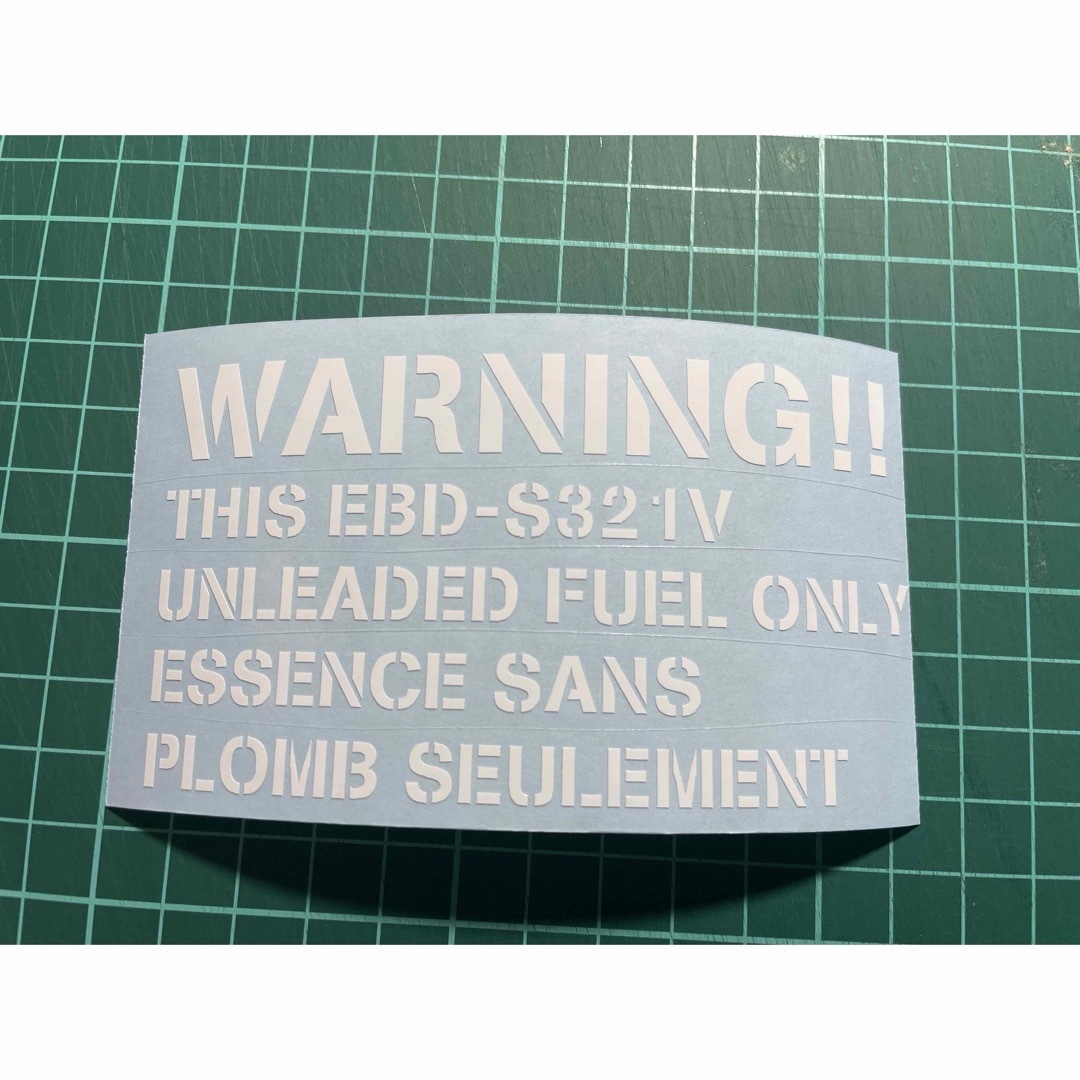 WARNING!!
THIS EBD-S321V
UNLEADED FUEL ONLY
ESSENCE SANS
PLOMB SEULEMENT